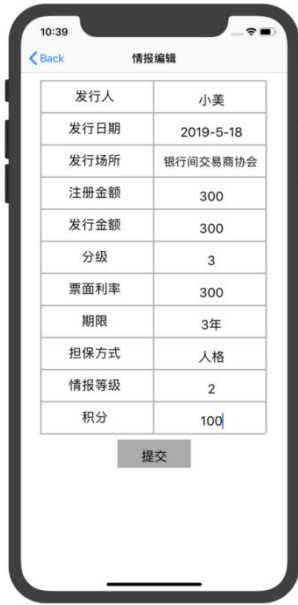 10:39
Back 情报编辑
发行人 小美
发行日期 2019-5-18
发行场所 银行间交易商协会
注册金额 300
发行金额 300
分级 3
票面利率 300
期限 3年
担保方式 人格
情报等级 2
积分 100
提交